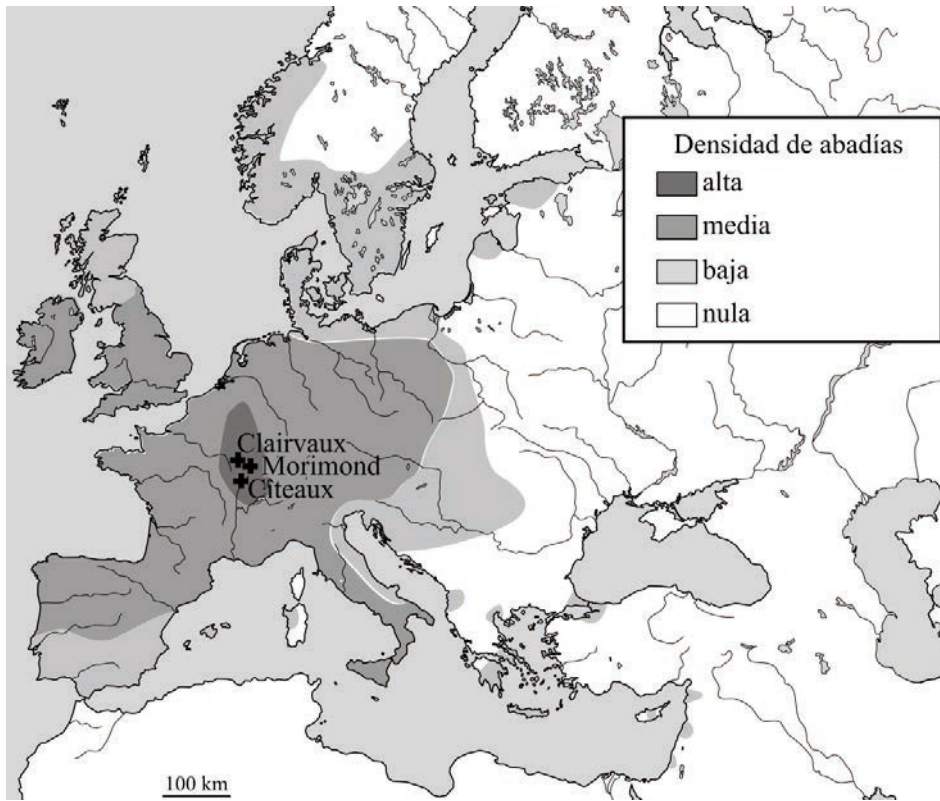 Densidad de abadías
alta
media
baja
nula
Clairvaux
Morimond
Cîteaux
100 km